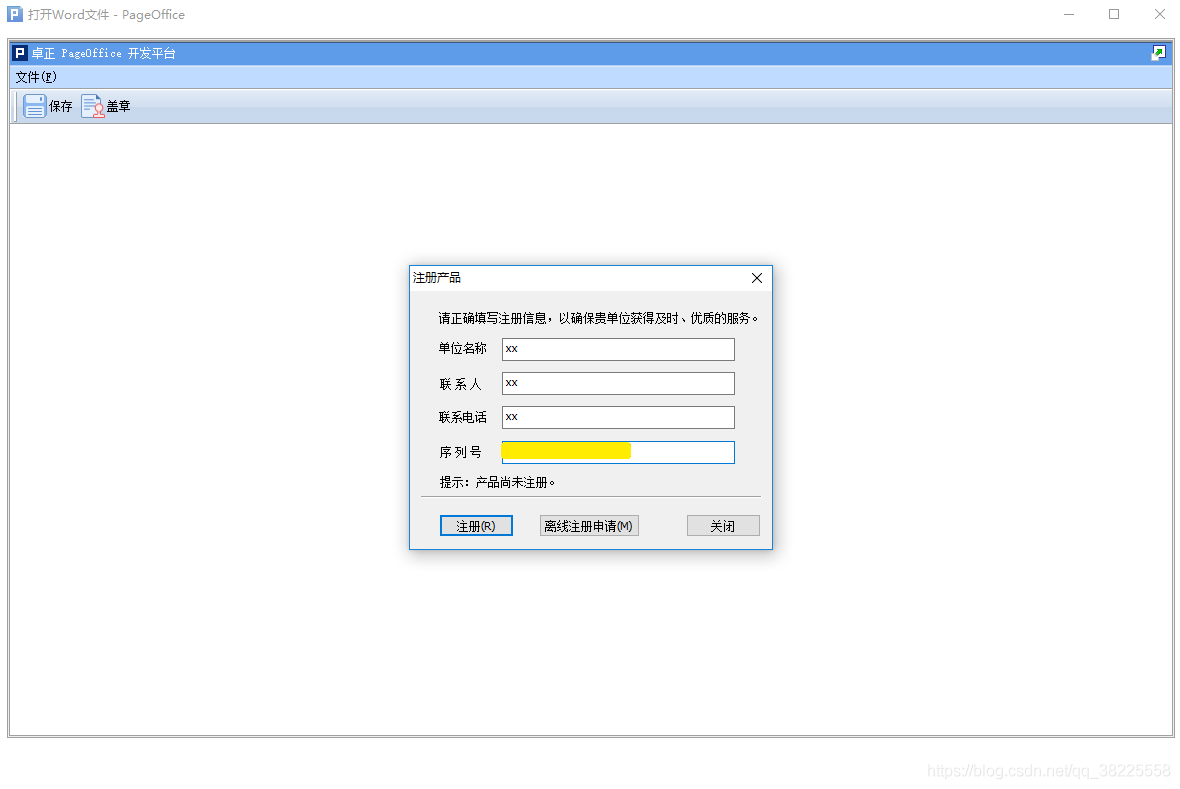 打开Word文件 - PageOffice
卓正 PageOffice 开发平台
文件(F)
保存 盖章
注册产品
请正确填写注册信息，以确保贵单位获得及时、优质的服务。
单位名称 xx
联系人 xx
联系电话 xx
序列号
提示：产品尚未注册。
注册(R) 离线注册申请(M) 关闭
https://blog.csdn.net/qq_38225558